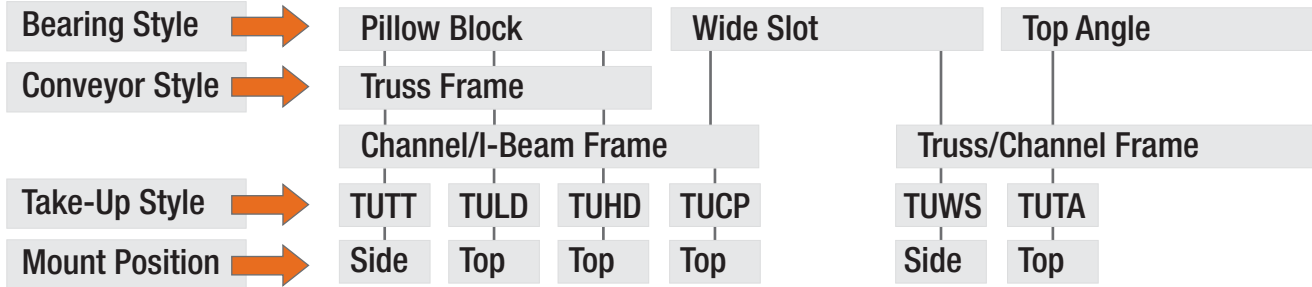 Bearing Style Pillow Block Wide Slot Top Angle
Conveyor Style Truss Frame
Channel/I-Beam Frame Truss/Channel Frame
Take-Up Style TUTT TULD TUHD TUCP TUWS TUTA
Mount Position Side Top Top Top Side Top